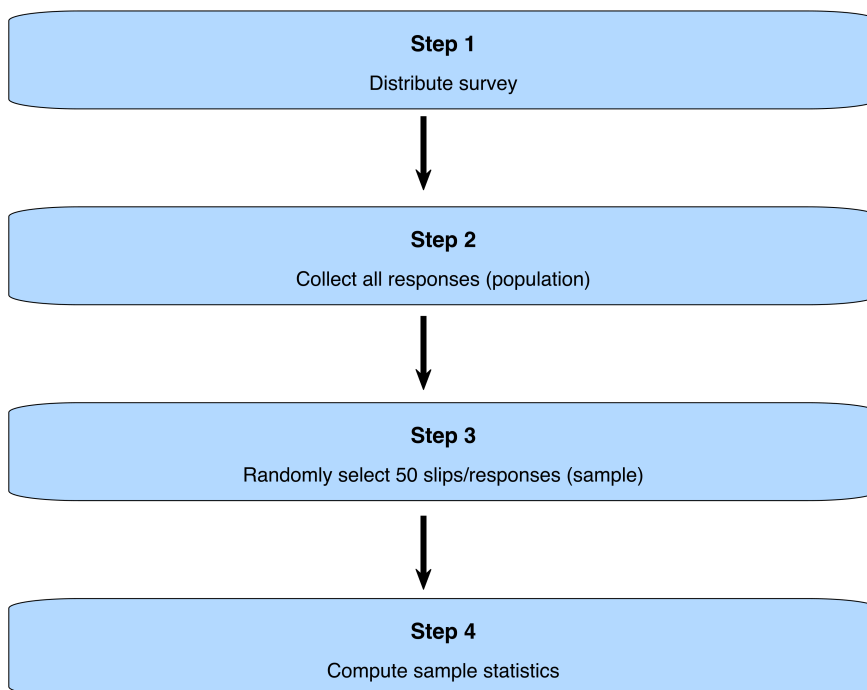 Step 1
Distribute survey
Step 2
Collect all responses (population)
Step 3
Randomly select 50 slips/responses (sample)
Step 4
Compute sample statistics